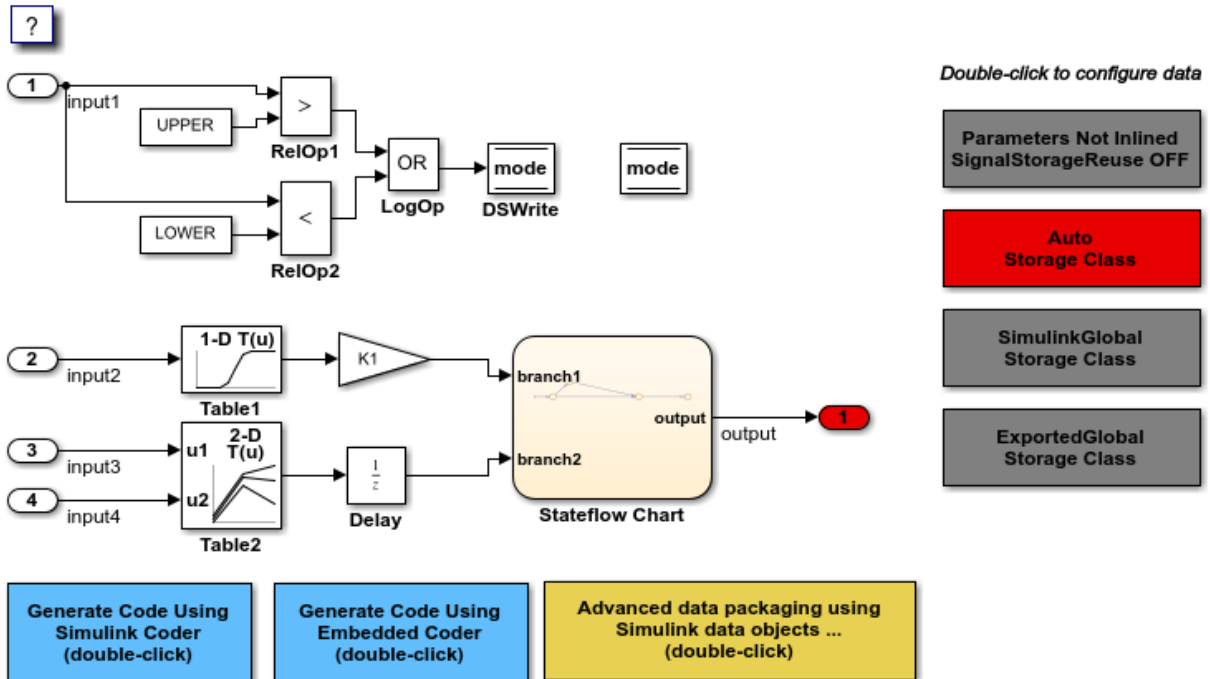 ?
1
input1
UPPER
>
RelOp1
LOWER
<
RelOp2
OR
LogOp
mode
DSWrite
mode
2
input2
1-D T(u)
Table1
K1
3
input3
4
input4
u1
u2
2-D
T(u)
Table2
1
z
Delay
branch1
branch2
output
Stateflow Chart
output
1
Double-click to configure data
Parameters Not Inlined
SignalStorageReuse OFF
Auto
Storage Class
SimulinkGlobal
Storage Class
ExportedGlobal
Storage Class
Generate Code Using
Simulink Coder
(double-click)
Generate Code Using
Embedded Coder
(double-click)
Advanced data packaging using
Simulink data objects ...
(double-click)